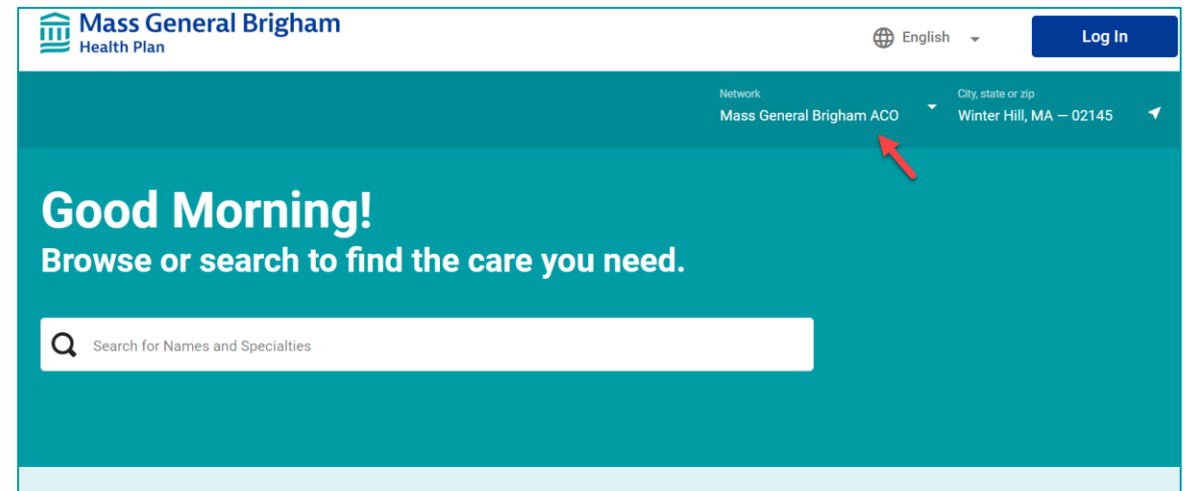 Mass General Brigham
Health Plan
English
Log In
Network
Mass General Brigham ACO
City, state or zip
Winter Hill, MA — 02145
Good Morning!
Browse or search to find the care you need.
Search for Names and Specialties